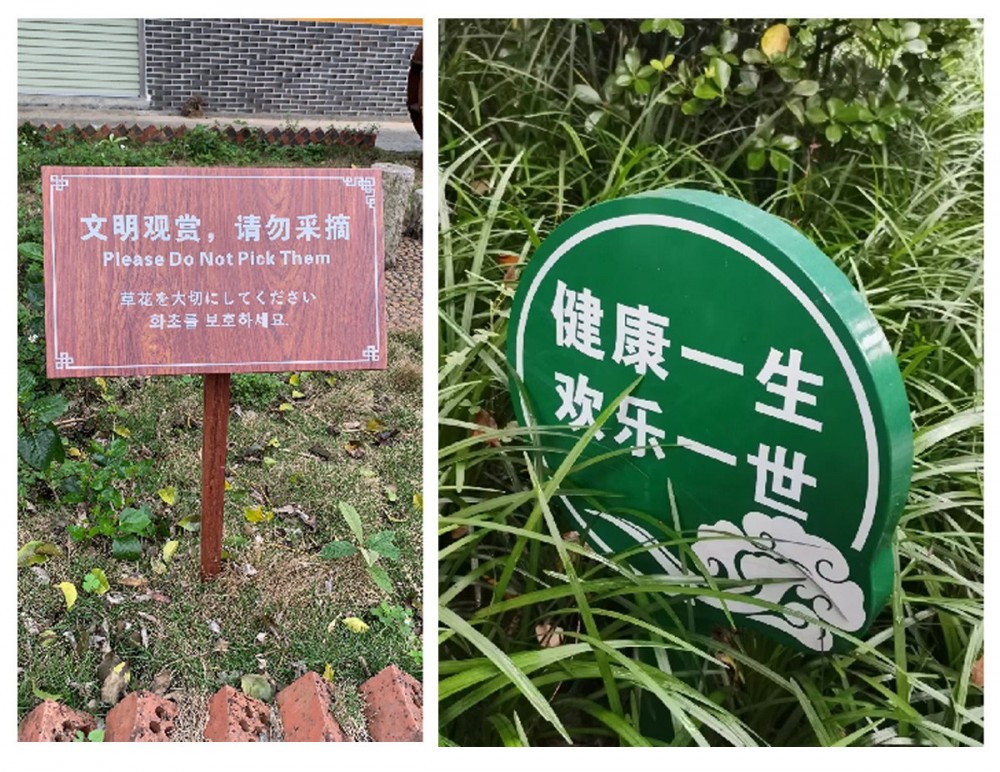 文明观赏，请勿采摘
Please Do Not Pick Them
草花を大切にしてください
화초를 보호하세요.
健康一生
欢乐一世